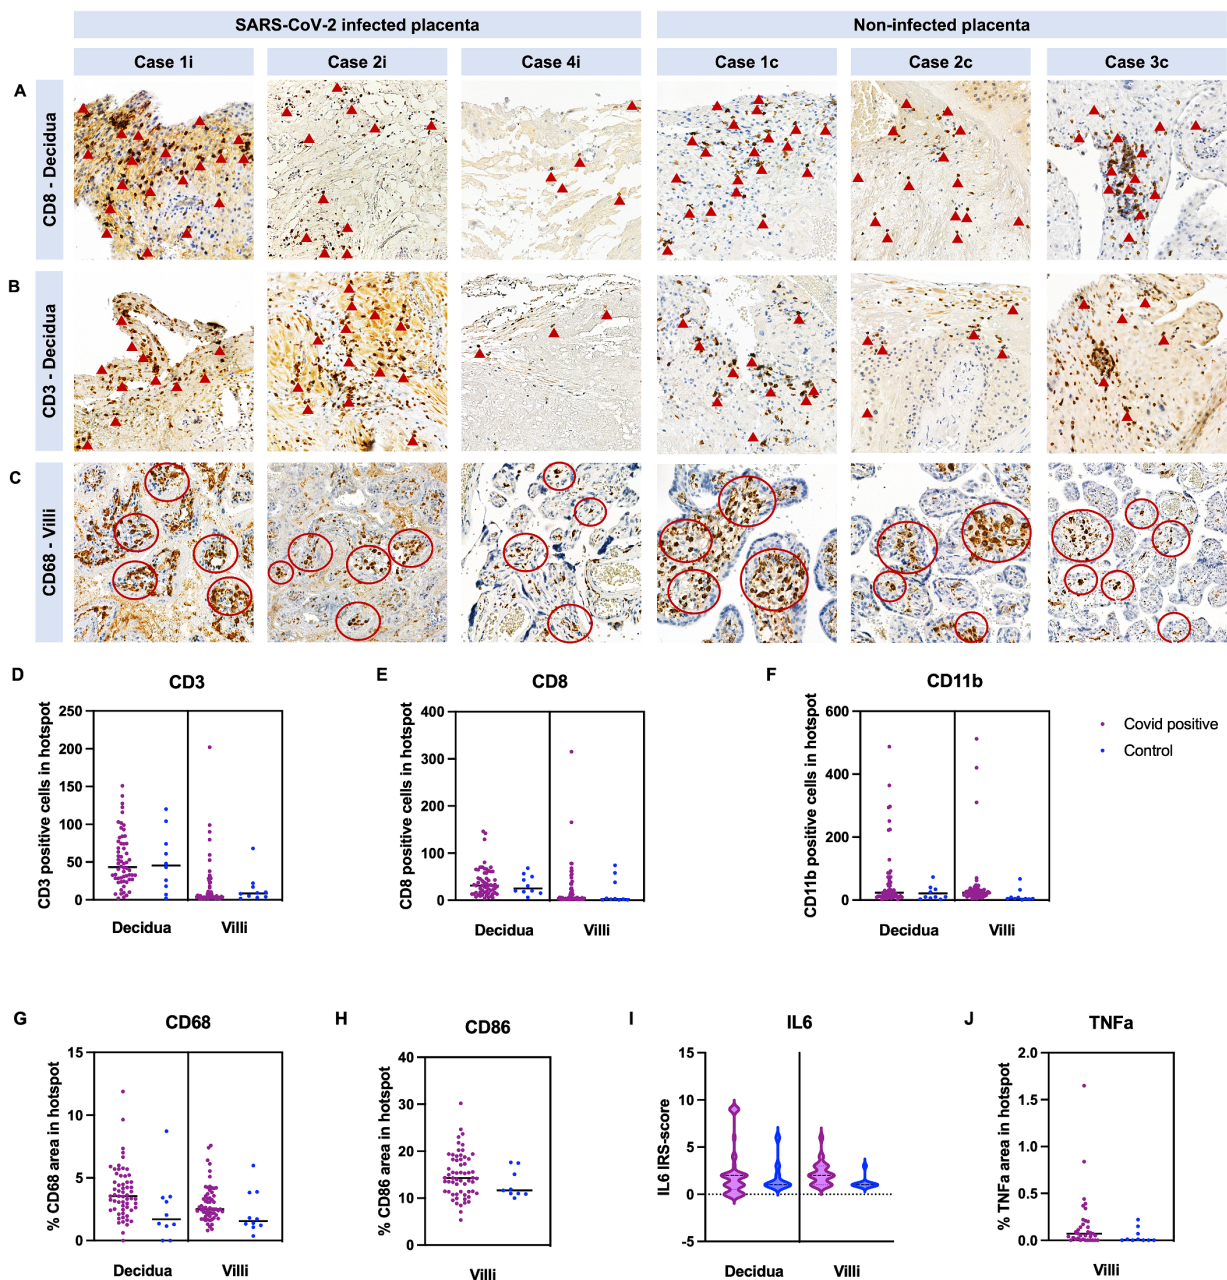 SARS-CoV-2 infected placenta
Non-infected placenta
Case 1i
Case 2i
Case 4i
Case 1c
Case 2c
Case 3c
A
CD8 - Decidua
B
CD3 - Decidua
C
CD68 - Villi
D
CD3
CD3 positive cells in hotspot
250
200
150
100
50
0
Decidua
Villi
E
CD8
CD8 positive cells in hotspot
400
300
200
100
0
Decidua
Villi
F
CD11b
CD11b positive cells in hotspot
600
400
200
0
Decidua
Villi
Covid positive
Control
G
CD68
% CD68 area in hotspot
15
10
5
0
Decidua
Villi
H
CD86
% CD86 area in hotspot
40
30
20
10
0
Villi
I
IL6
IL6 IRS-score
15
10
5
0
-5
Decidua
Villi
J
TNFa
% TNFa area in hotspot
2.0
1.5
1.0
0.5
0.0
Villi